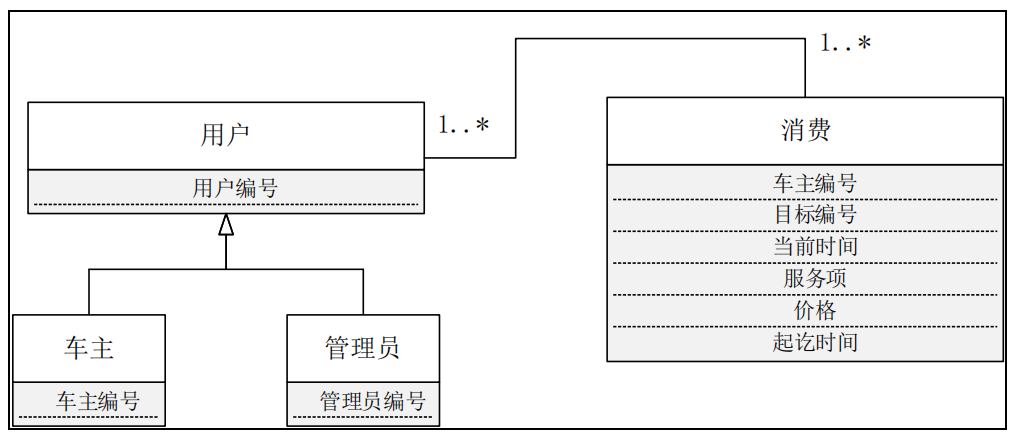 1..*
用户
1..*
消费
用户编号
车主编号
目标编号
当前时间
服务项
价格
起讫时间
车主
管理员
车主编号
管理员编号